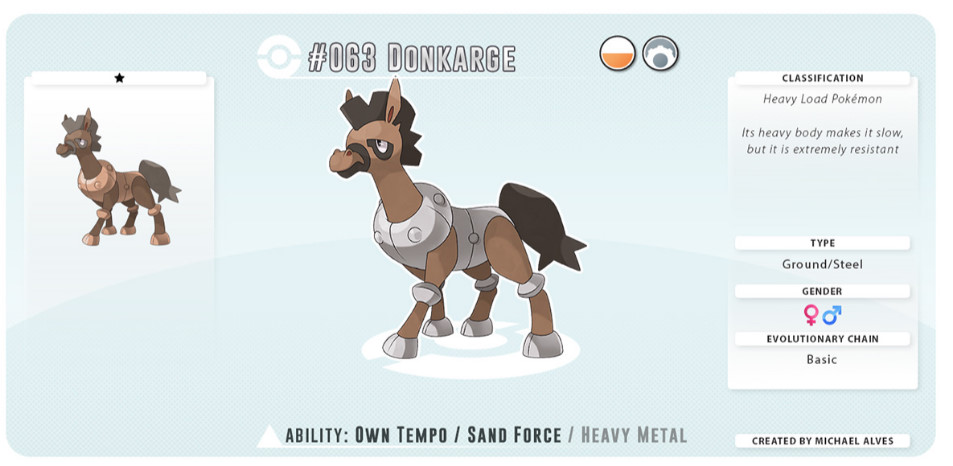 #063 DONKARGE
CLASSIFICATION
Heavy Load Pokémon
Its heavy body makes it slow,
but it is extremely resistant
TYPE
Ground/Steel
GENDER
EVOLUTIONARY CHAIN
Basic
ABILITY: OWN TEMPO / SAND FORCE / HEAVY METAL
CREATED BY MICHAEL ALVES